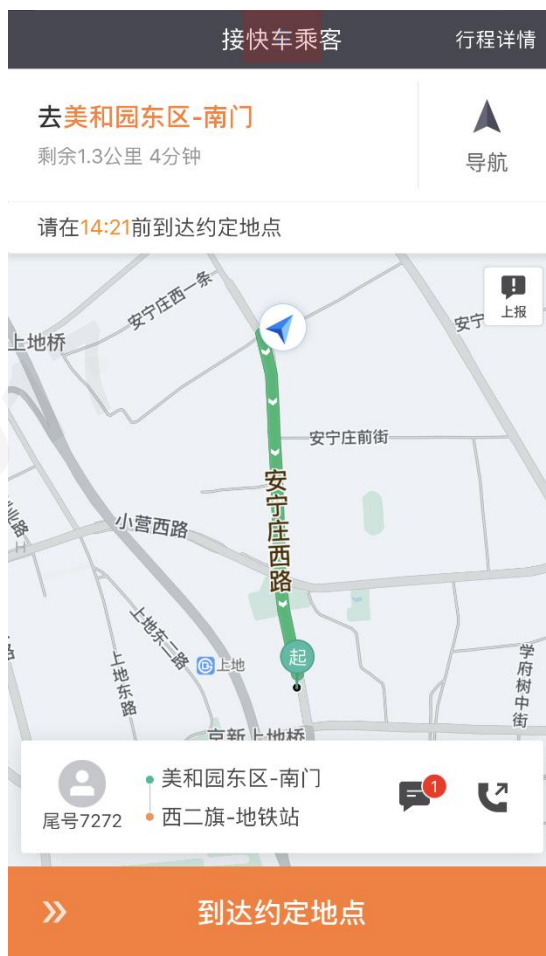 接快车乘客
行程详情
去美和园东区-南门
剩余1.3公里 4分钟
导航
请在14:21前到达约定地点
上报
安宁庄西一条
安宁
上地桥
安宁庄前街
安宁庄西路
小营西路
业路
上地东二路
上地
起
上地东路
学府树中街
京新上地桥
美和园东区-南门
1
尾号7272
西二旗-地铁站
到达约定地点